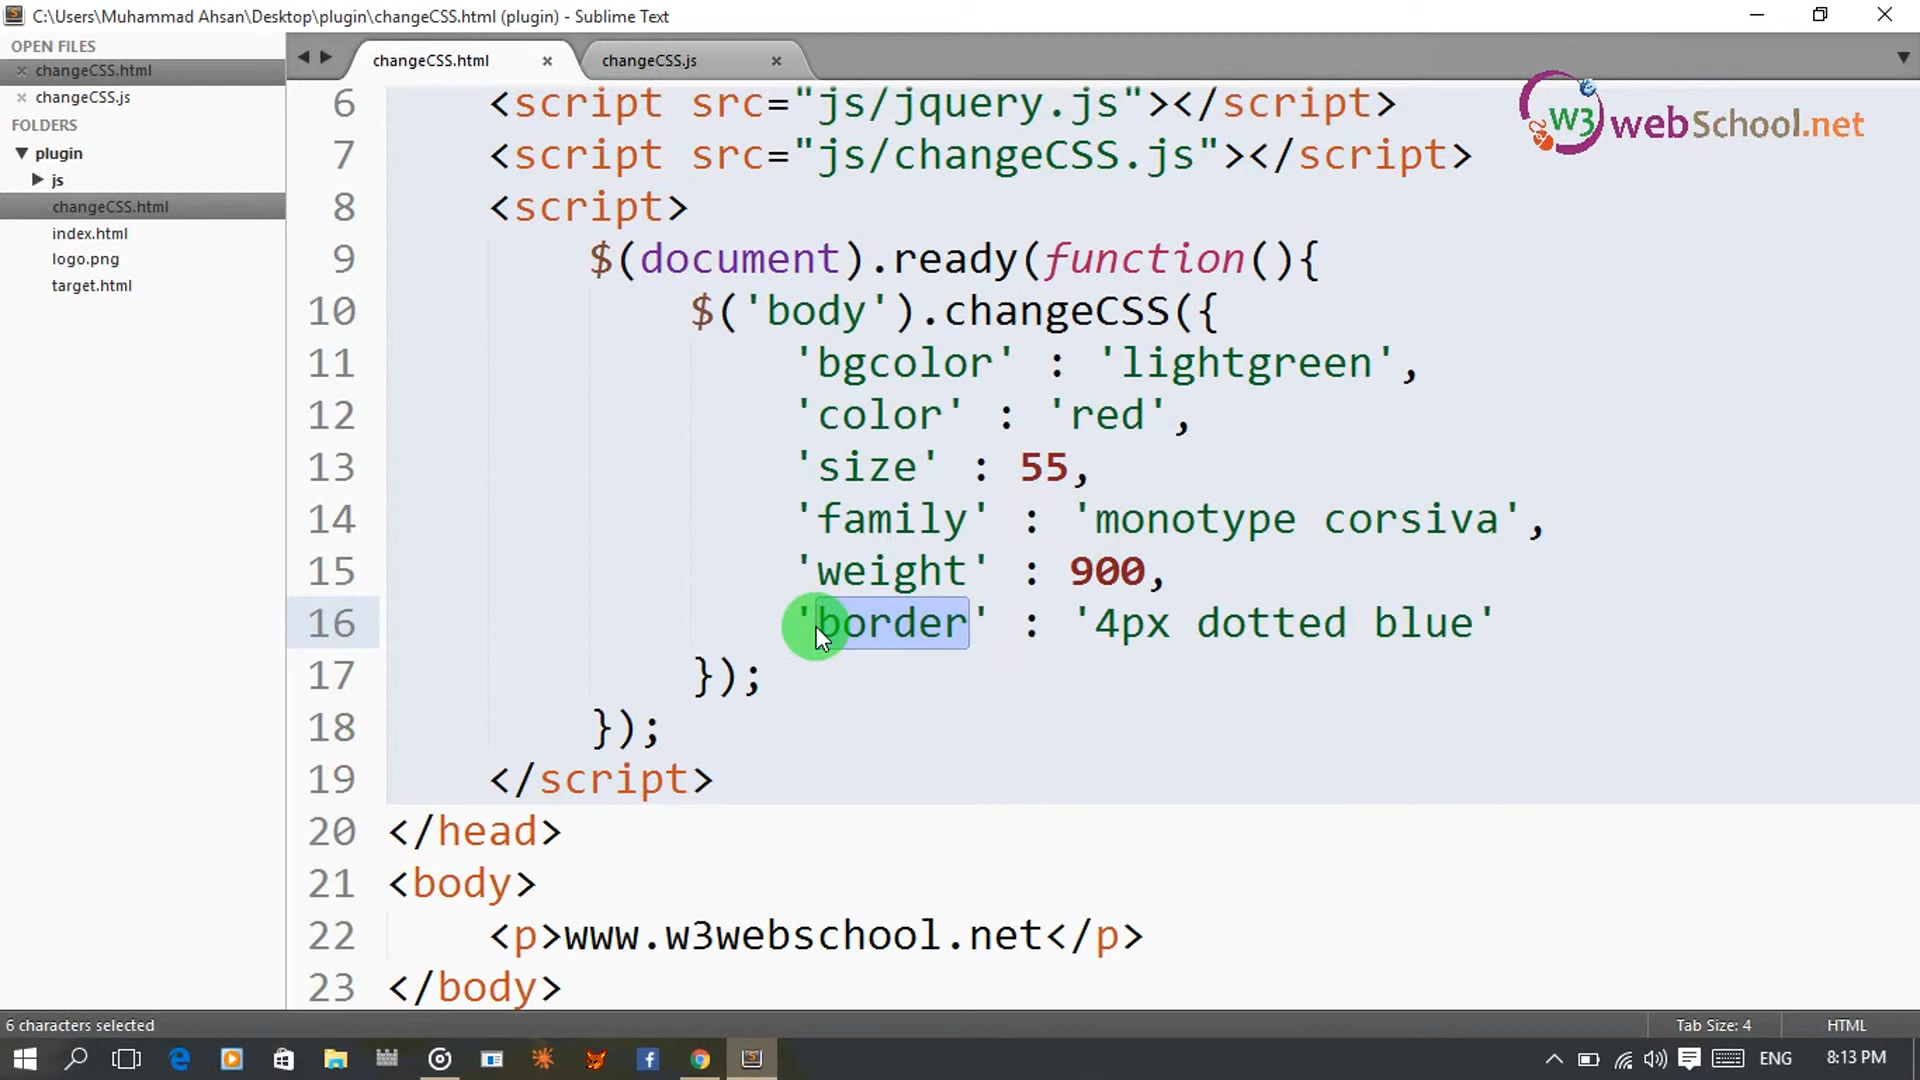 C:\Users\Muhammad Ahsan\Desktop\plugin\changeCSS.html (plugin) - Sublime Text
OPEN FILES
changeCSS.html
changeCSS.js
FOLDERS
plugin
js
changeCSS.html
index.html
logo.png
target.html
changeCSS.html
changeCSS.js
W3 webSchool.net
6 <script src="js/jquery.js"></script>
7 <script src="js/changeCSS.js"></script>
8 <script>
9 $(document).ready(function(){
10 $('body').changeCSS({
11 'bgcolor' : 'lightgreen',
12 'color' : 'red',
13 'size' : 55,
14 'family' : 'monotype corsiva',
15 'weight' : 900,
16 'border' : '4px dotted blue'
17 });
18 });
19 </script>
20 </head>
21 <body>
22 <p>www.w3webschool.net</p>
23 </body>
6 characters selected
Tab Size: 4
HTML
ENG
8:13 PM